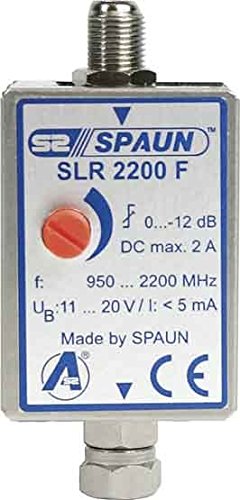 SPAUN™
SLR 2200 F
0...-12 dB
DC max. 2 A
f: 950 ... 2200 MHz
UB:11 ... 20 V / I: < 5 mA
Made by SPAUN
A
CE